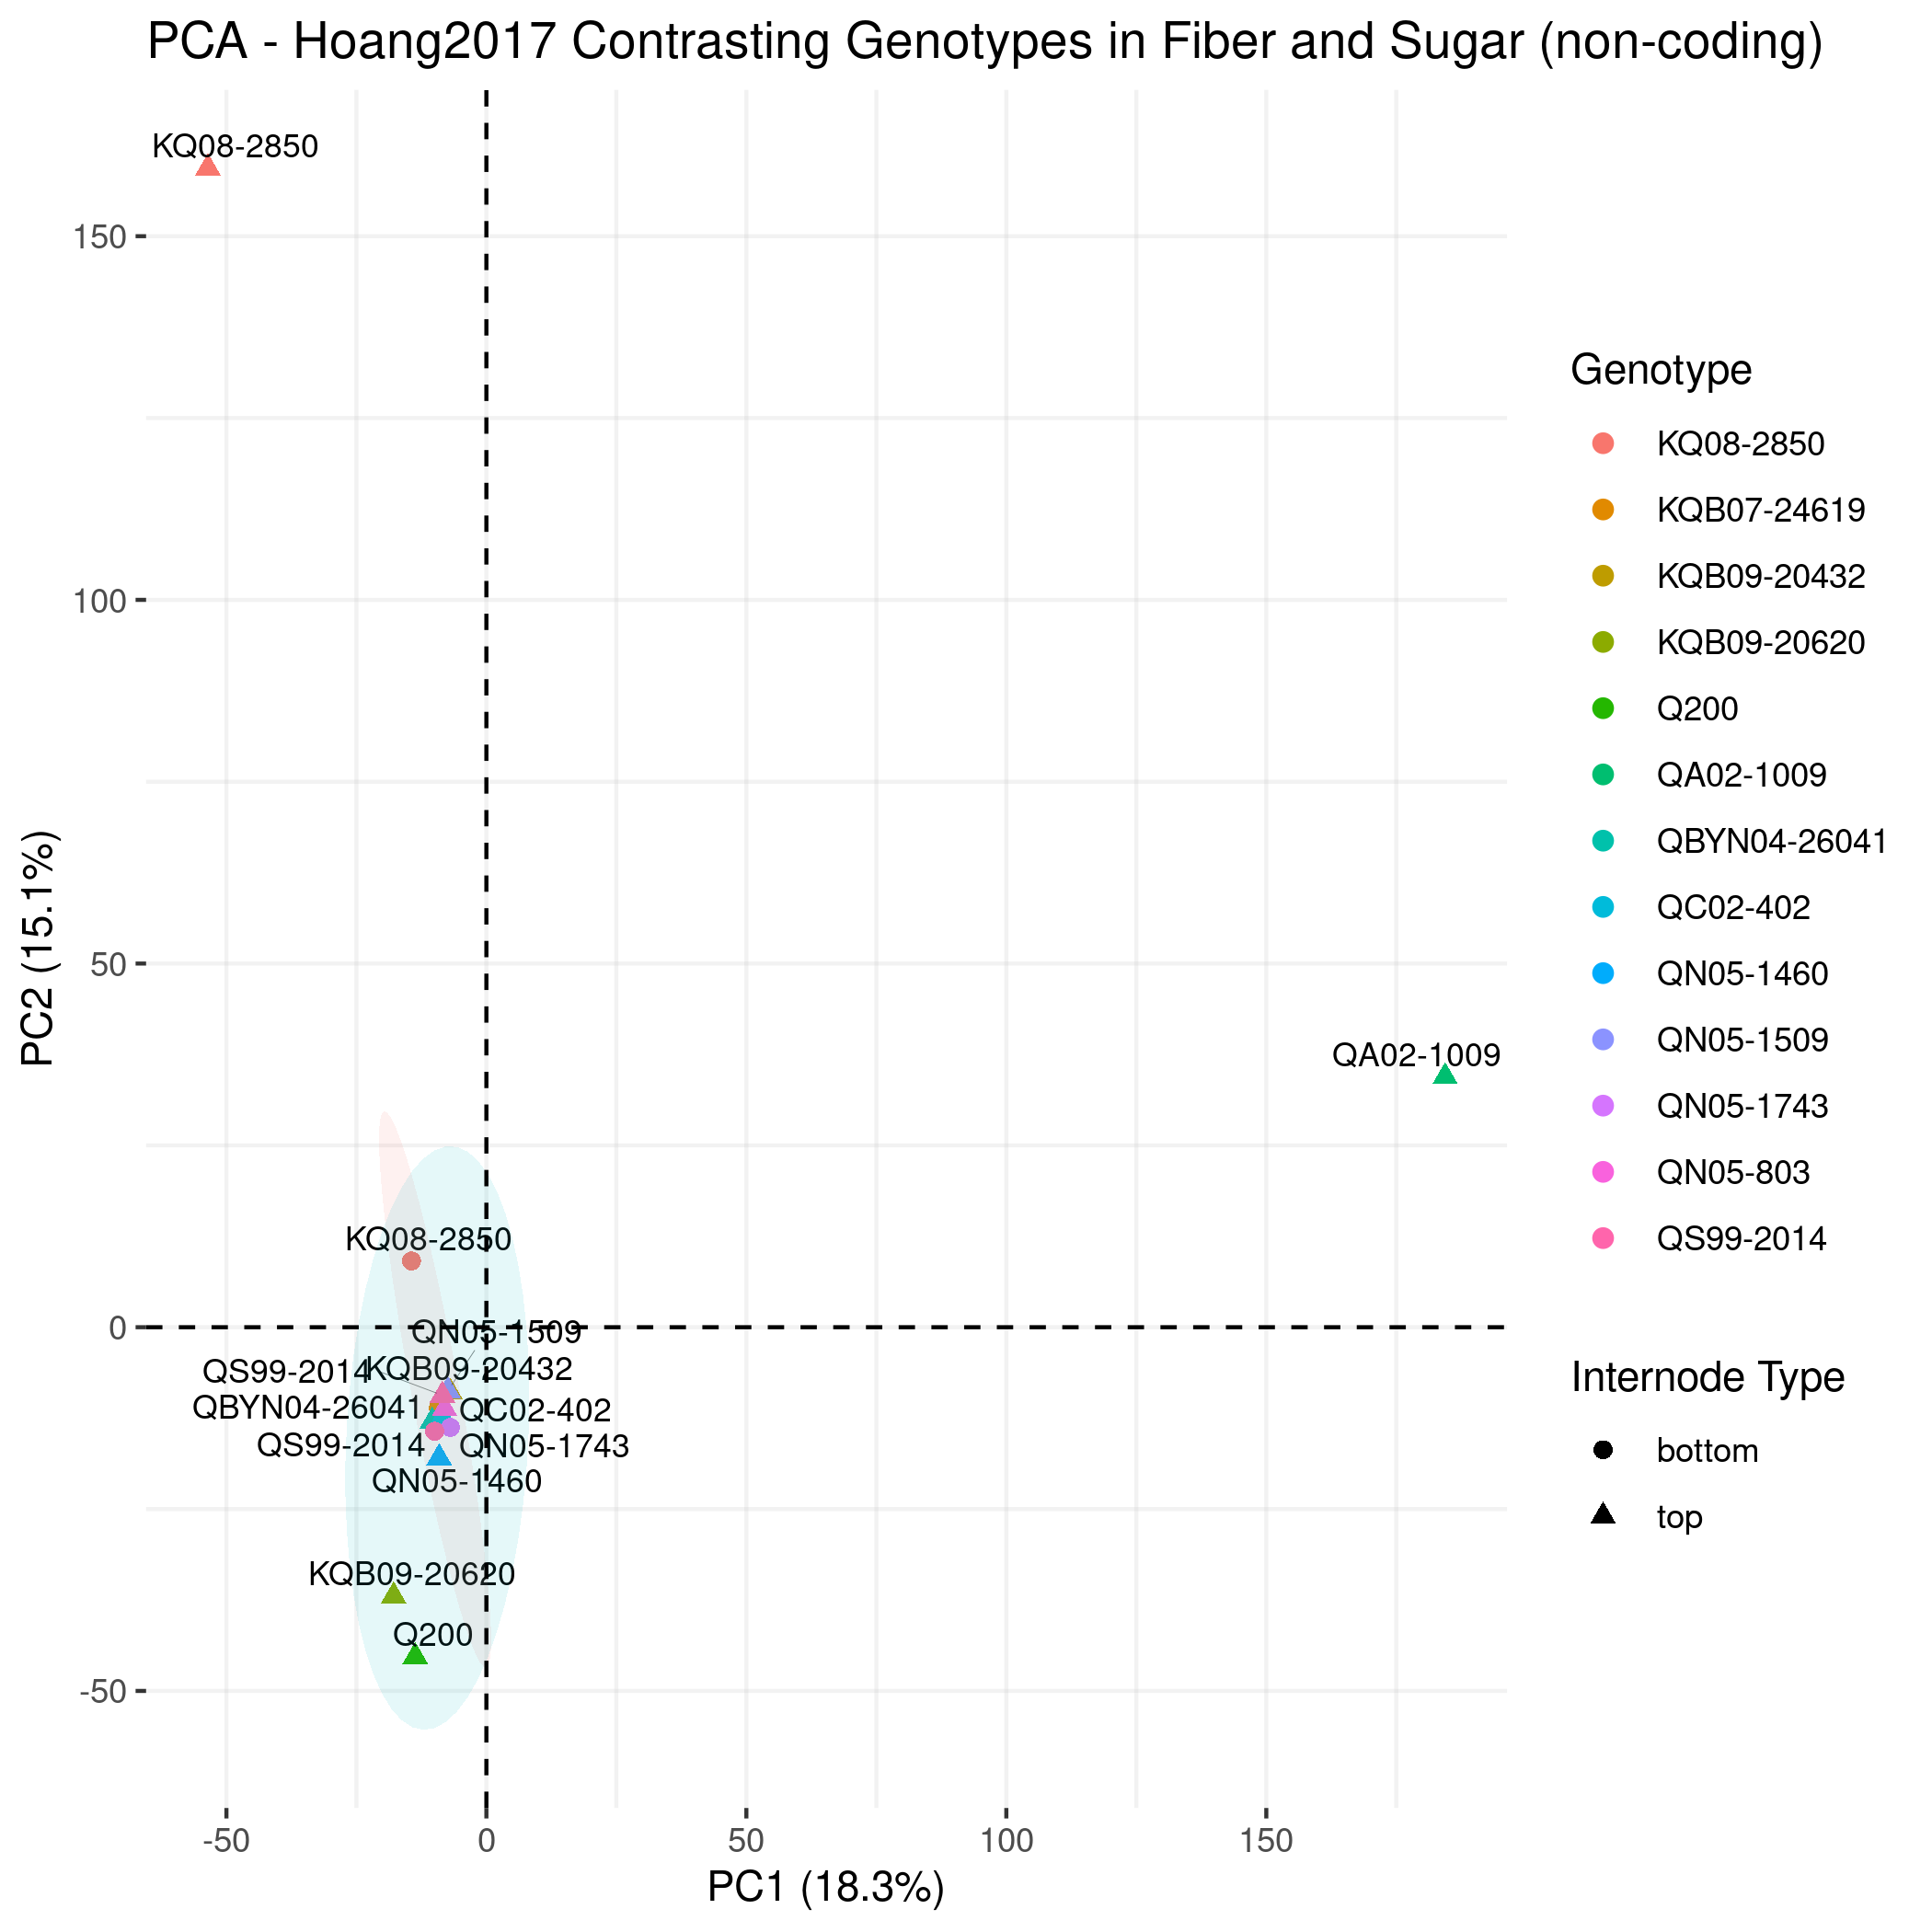 PCA - Hoang2017 Contrasting Genotypes in Fiber and Sugar (non-coding)
KQ08-2850
150
100
50
0
-50
PC2 (15.1%)
QA02-1009
KQ08-2850
QN05-1509
QS99-2014
KQB09-20432
QBYN04-26041
QC02-402
QS99-2014
QN05-1743
QN05-1460
KQB09-20620
Q200
-50
0
50
100
150
PC1 (18.3%)
Genotype
KQ08-2850
KQB07-24619
KQB09-20432
KQB09-20620
Q200
QA02-1009
QBYN04-26041
QC02-402
QN05-1460
QN05-1509
QN05-1743
QN05-803
QS99-2014
Internode Type
bottom
top